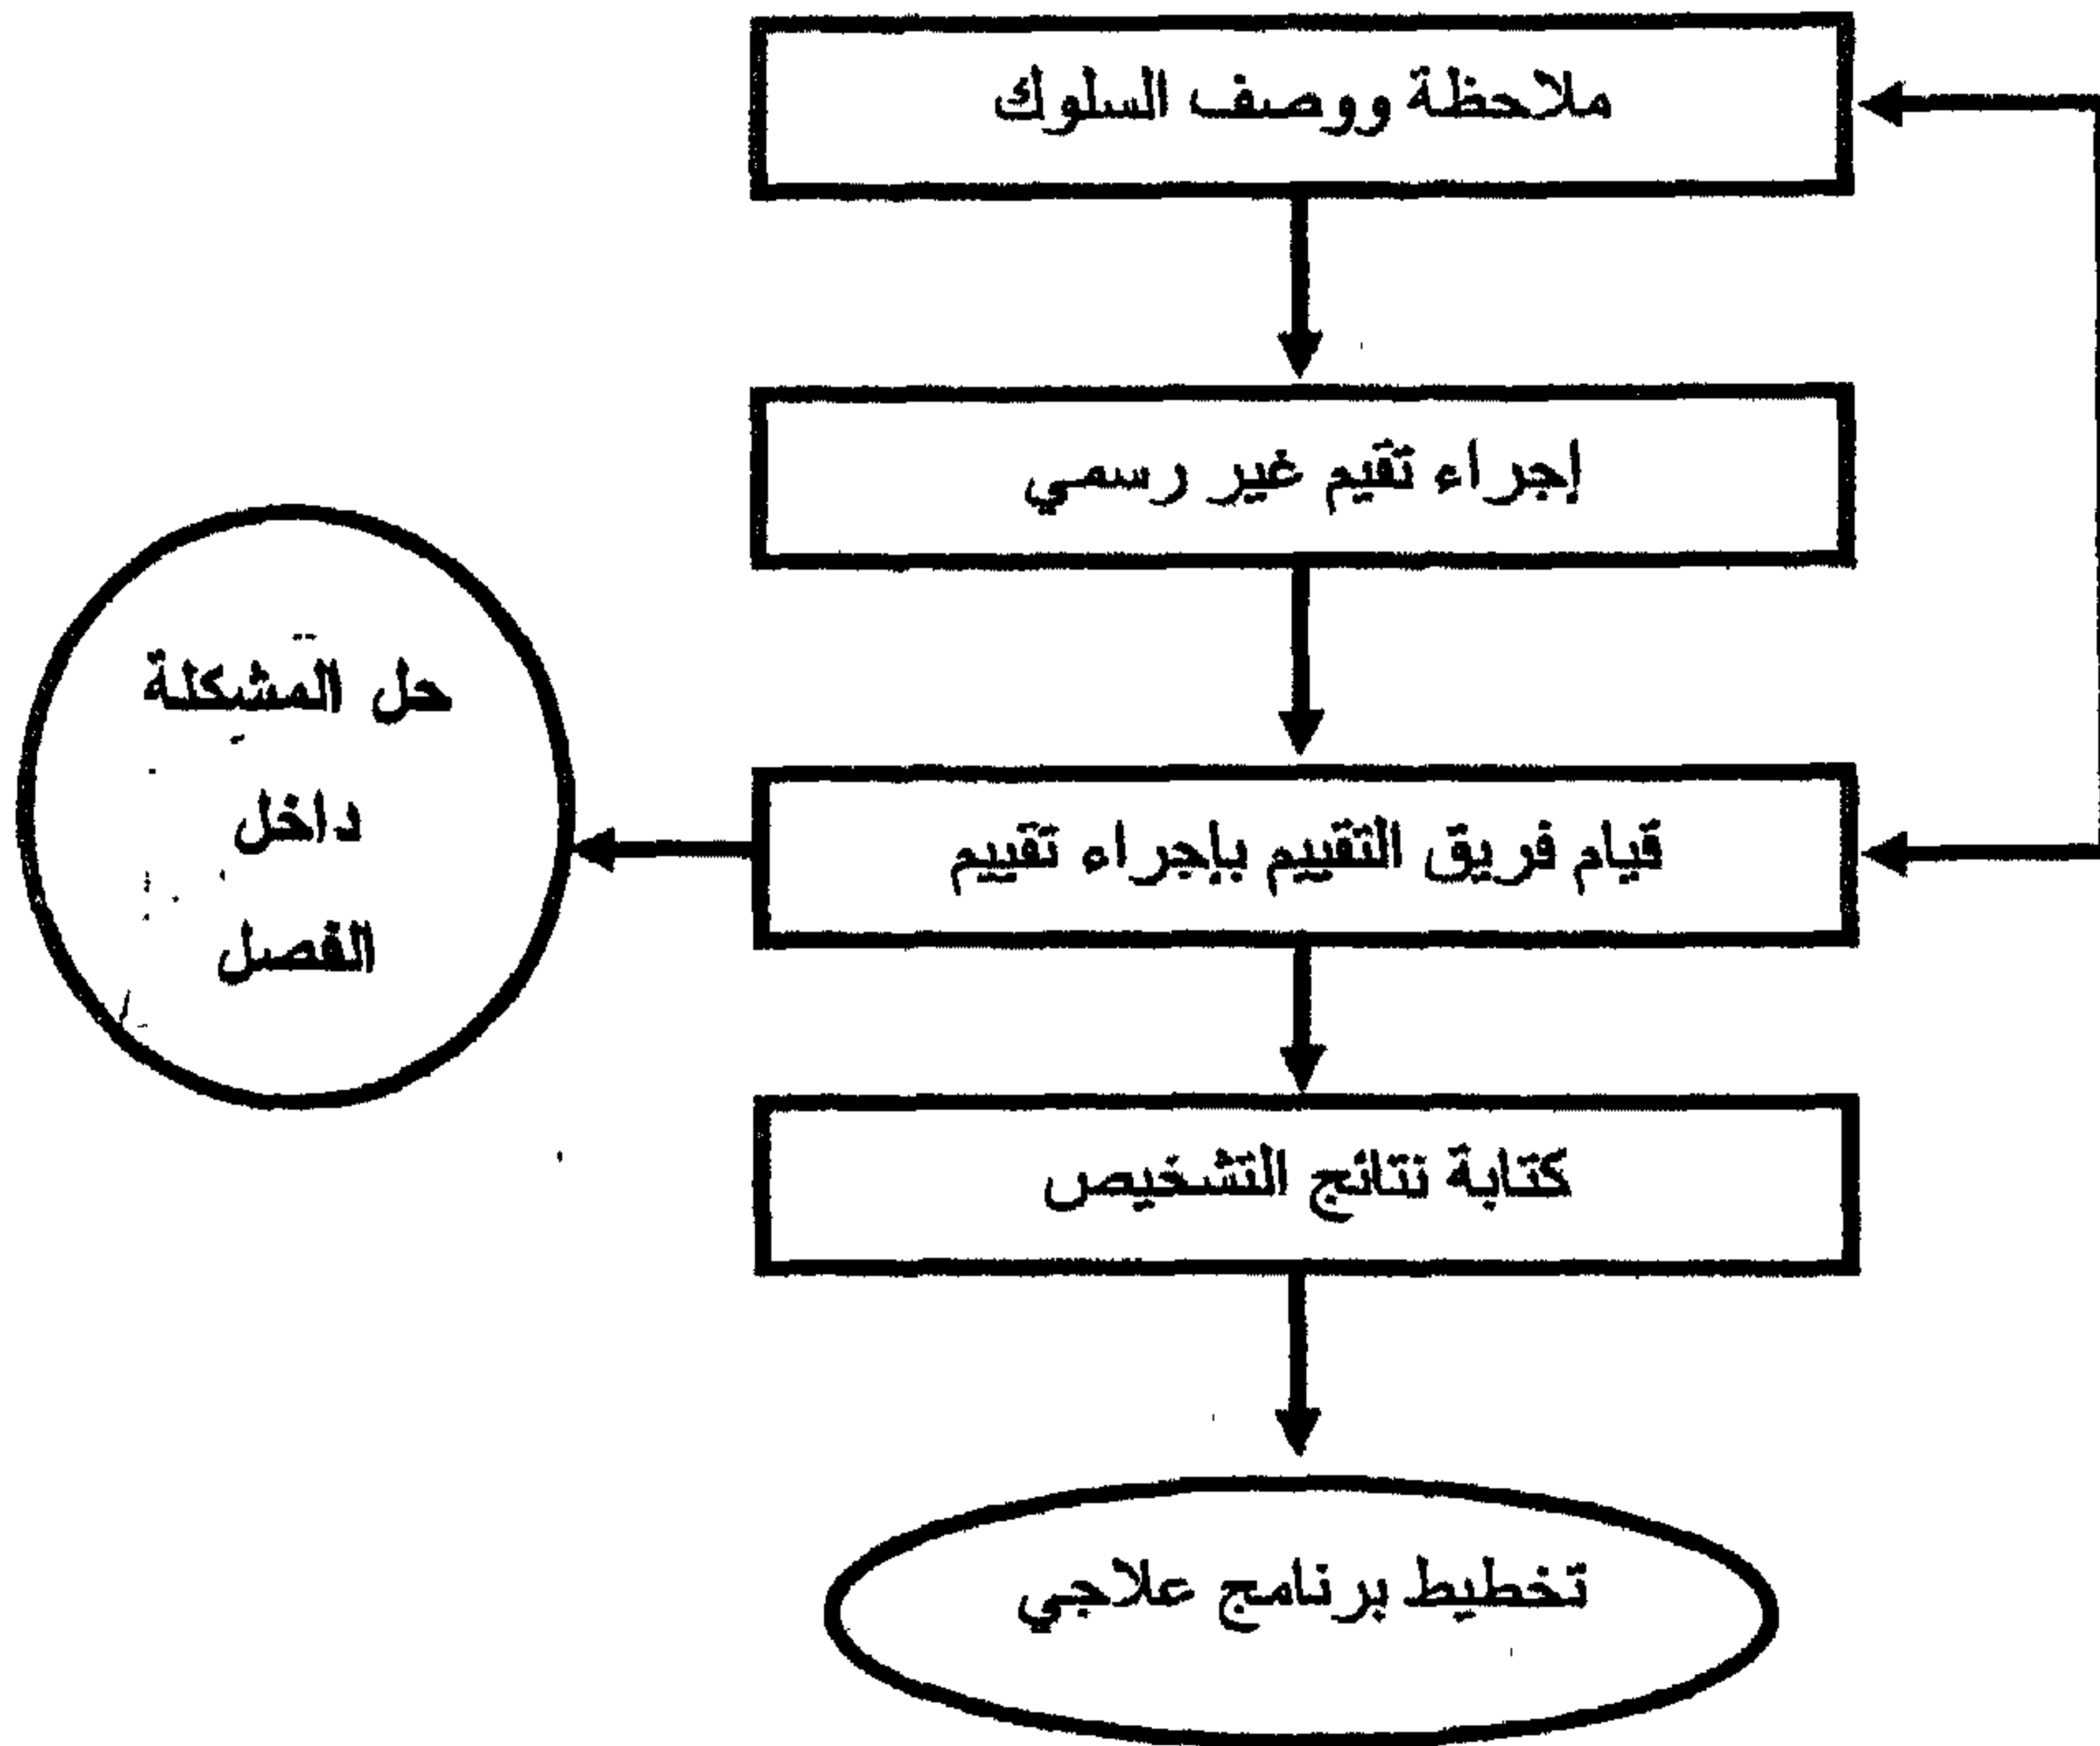 ملاحظة ووصف السلوك
إجراء تقيم غير رسمي
قيام فريق التقييم بإجراء تقييم
حل المشكلة
داخل
الفصل
كتابة نتائج التشخيص
تخطيط برنامج علاجي